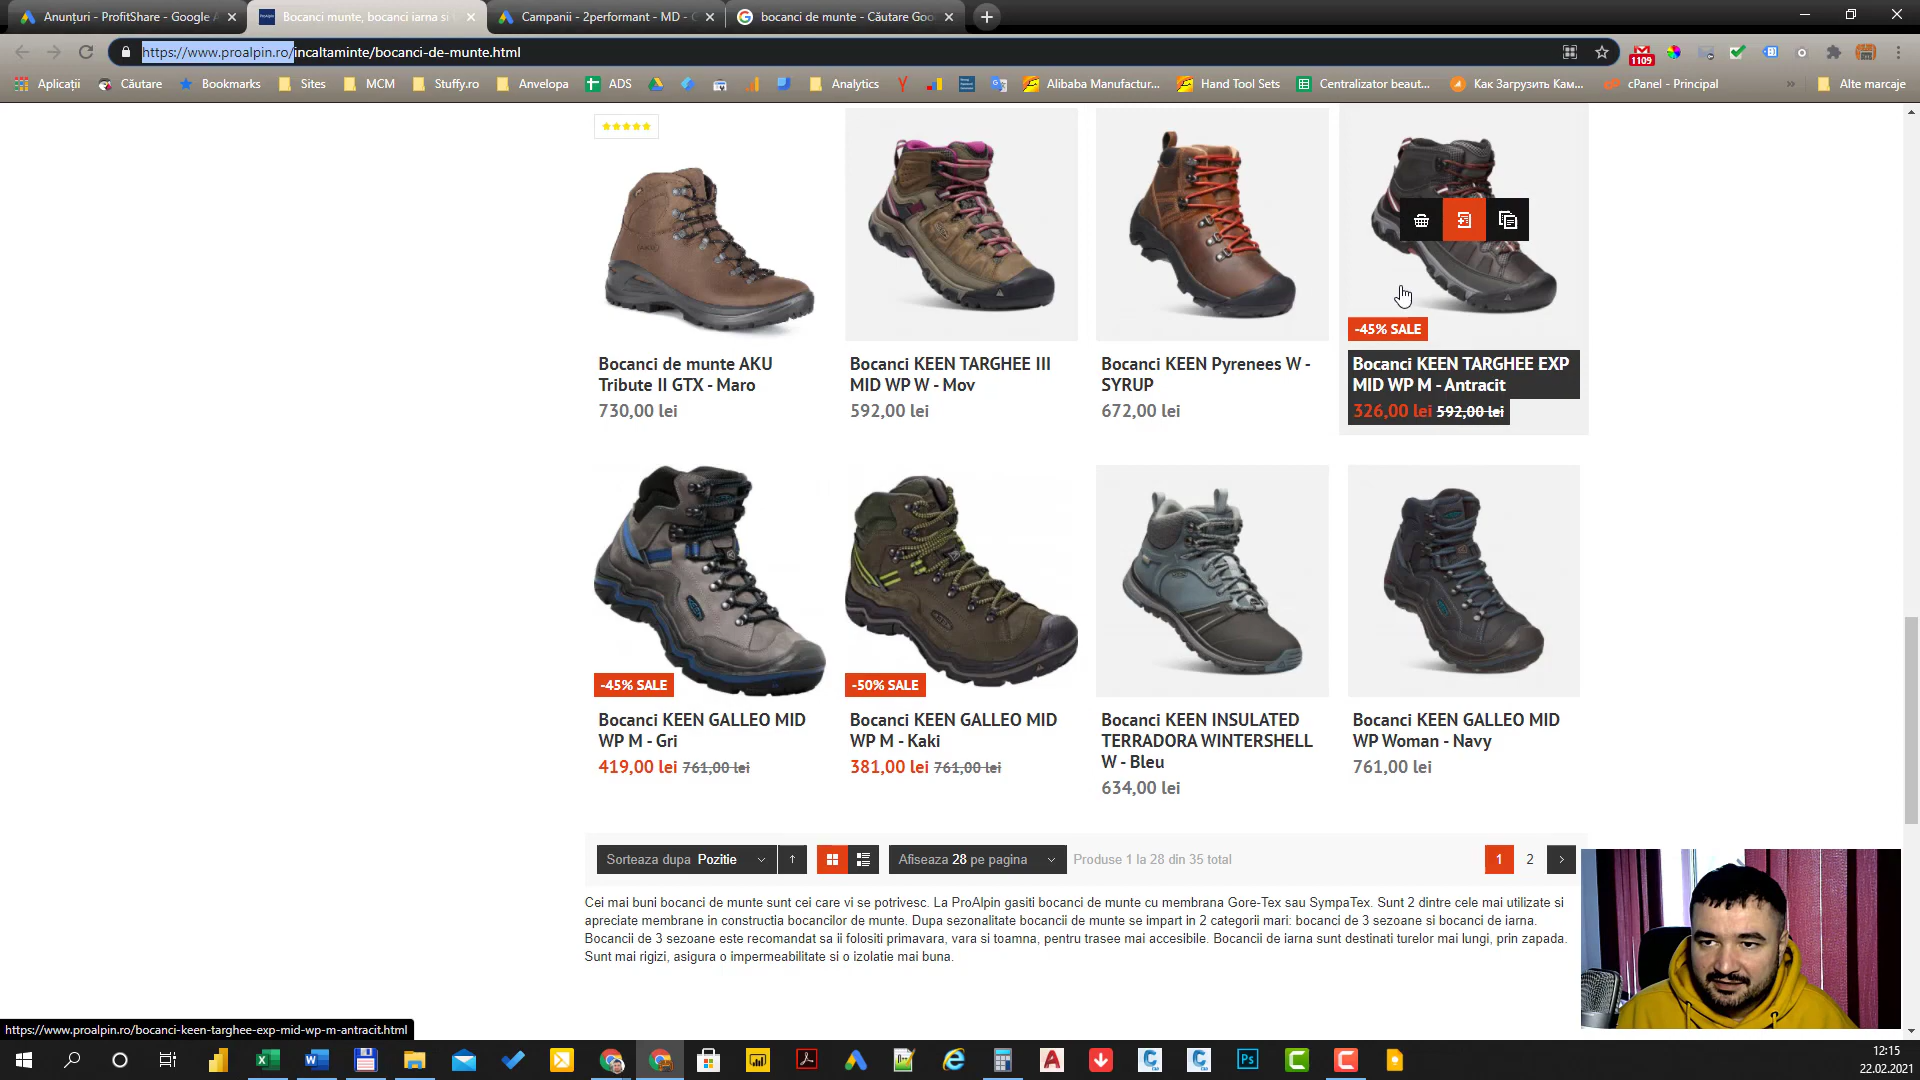 Anunțuri - ProfitShare - Google A
Bocanci munte, bocanci iarna si
Campanii - 2performant - MD - G
bocanci de munte - Căutare Goo
https://www.proalpin.ro/incaltaminte/bocanci-de-munte.html
1109
Aplicații
Căutare
Bookmarks
Sites
MCM
Stuffy.ro
Anvelopa
ADS
Analytics
Alibaba Manufactur...
Hand Tool Sets
Centralizator beaut...
Как Загрузить Кам...
cPanel - Principal
»
Alte marcaje
-45% SALE
Bocanci de munte AKU
Tribute II GTX - Maro
730,00 lei
Bocanci KEEN TARGHEE III
MID WP W - Mov
592,00 lei
Bocanci KEEN Pyrenees W -
SYRUP
672,00 lei
Bocanci KEEN TARGHEE EXP
MID WP M - Antracit
326,00 lei 592,00 lei
-45% SALE
-50% SALE
Bocanci KEEN GALLEO MID
WP M - Gri
419,00 lei 761,00 lei
Bocanci KEEN GALLEO MID
WP M - Kaki
381,00 lei 761,00 lei
Bocanci KEEN INSULATED
TERRADORA WINTERSHELL
W - Bleu
634,00 lei
Bocanci KEEN GALLEO MID
WP Woman - Navy
761,00 lei
Sorteaza dupa Pozitie
Afiseaza 28 pe pagina
Produse 1 la 28 din 35 total
1
2
Cei mai buni bocanci de munte sunt cei care vi se potrivesc. La ProAlpin gasiti bocanci de munte cu membrana Gore-Tex sau SympaTex. Sunt 2 dintre cele mai utilizate si
apreciate membrane in constructia bocancilor de munte. Dupa sezonalitate bocancii de munte se impart in 2 categorii mari: bocanci de 3 sezoane si bocanci de iarna.
Bocancii de 3 sezoane este recomandat sa ii folositi primavara, vara si toamna, pentru trasee mai accesibile. Bocancii de iarna sunt destinati turelor mai lungi, prin zapada.
Sunt mai rigizi, asigura o impermeabilitate si o izolatie mai buna.
https://www.proalpin.ro/bocanci-keen-targhee-exp-mid-wp-m-antracit.html
12:15
22.02.2021